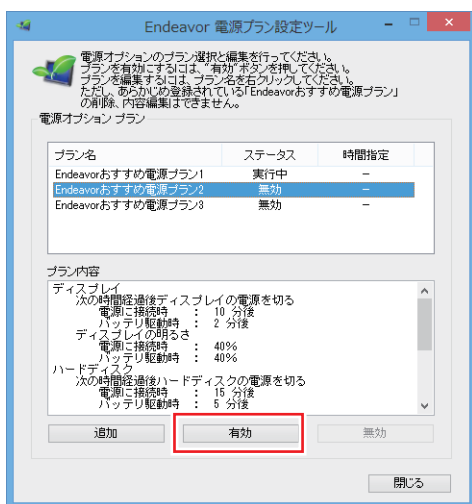 Endeavor 電源プラン設定ツール
電源オプションのプラン選択と編集を行ってください。
プランを有効にするには、"有効"ボタンを押してください。
プランを編集するには、プラン名を右クリックしてください。
ただし、あらかじめ登録されている「Endeavorおすすめ電源プラン」
の削除、内容編集はできません。
電源オプション プラン
プラン名 ステータス 時間指定
Endeavorおすすめ電源プラン1 実行中 −
Endeavorおすすめ電源プラン2 無効 −
Endeavorおすすめ電源プラン3 無効 −
プラン内容
ディスプレイ
次の時間経過後ディスプレイの電源を切る
電源に接続時 : 10 分後
バッテリ駆動時 : 2 分後
ディスプレイの明るさ
電源に接続時 : 40%
バッテリ駆動時 : 40%
ハードディスク
次の時間経過後ハードディスクの電源を切る
電源に接続時 : 15 分後
バッテリ駆動時 : 5 分後
追加 有効 無効
閉じる